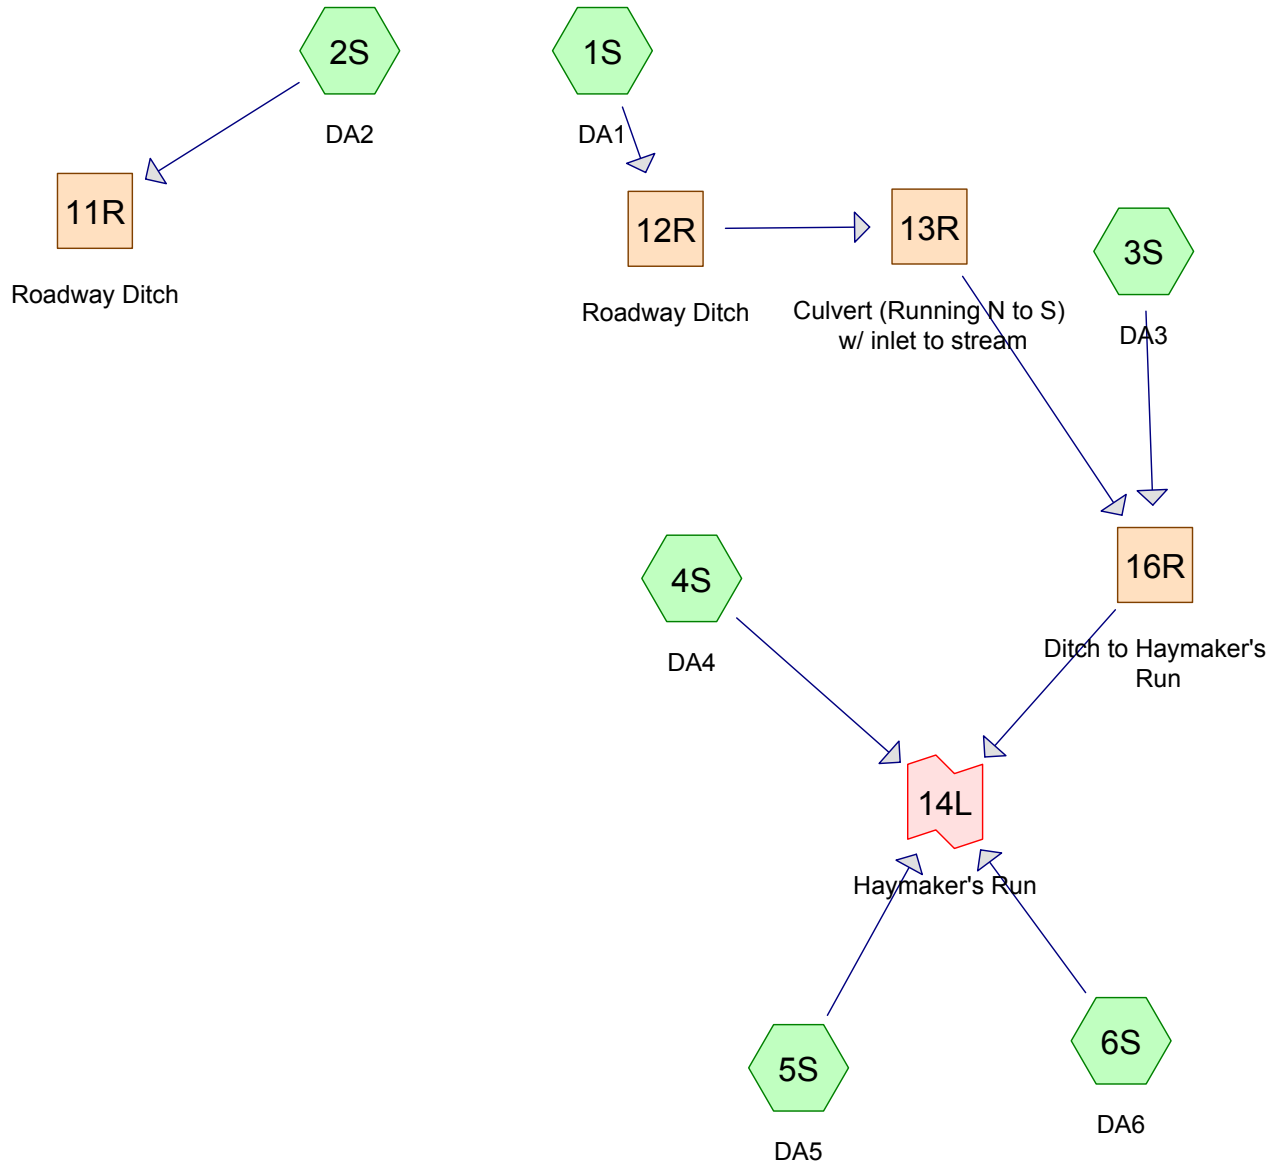 2S
DA2
1S
DA1
11R
Roadway Ditch
12R
Roadway Ditch
13R
Culvert (Running N to S)
w/ inlet to stream
3S
DA3
4S
DA4
16R
Ditch to Haymaker's
Run
14L
Haymaker's Run
5S
DA5
6S
DA6